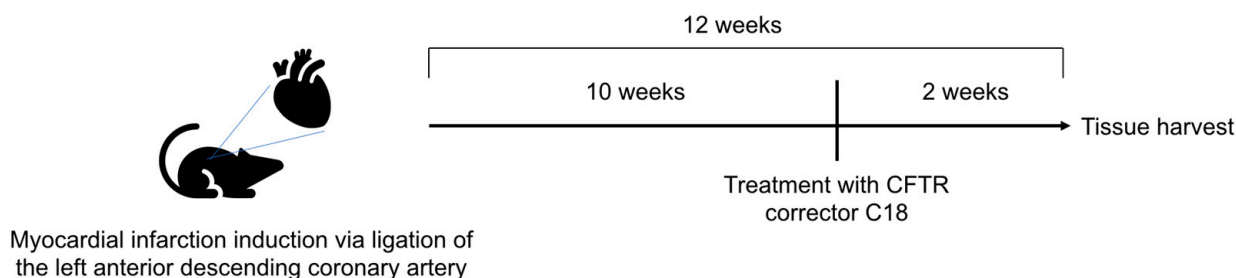 12 weeks
10 weeks
2 weeks
Tissue harvest
Treatment with CFTR
corrector C18
Myocardial infarction induction via ligation of
the left anterior descending coronary artery